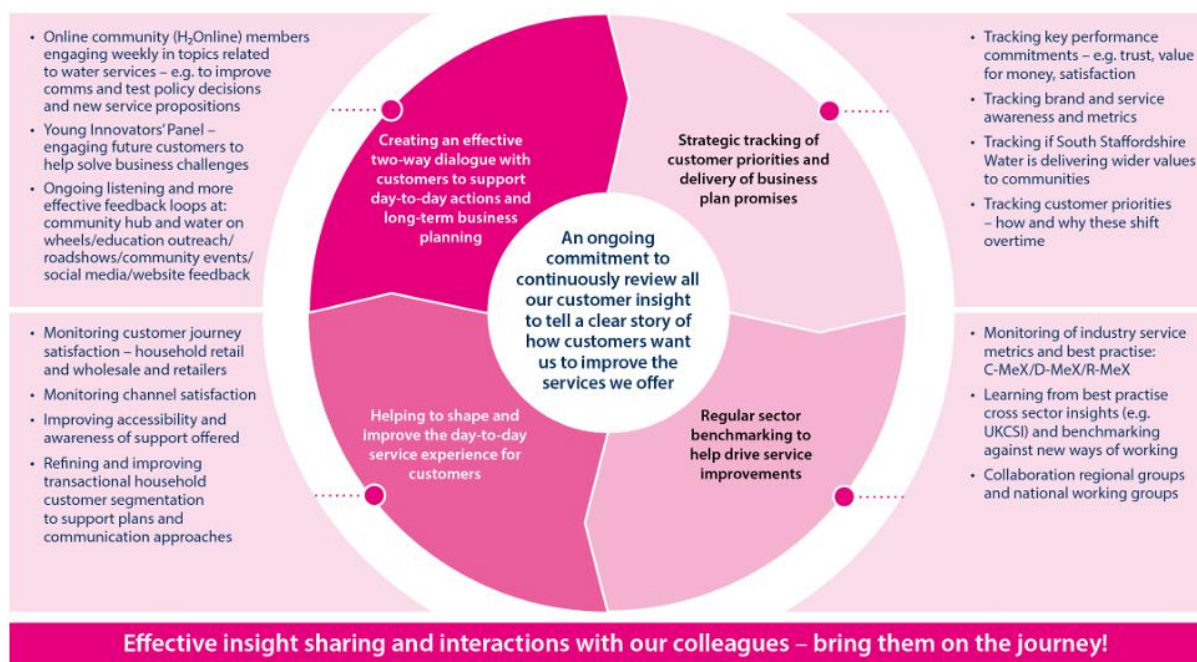 • Online community (H₂Online) members
engaging weekly in topics related
to water services – e.g. to improve
comms and test policy decisions
and new service propositions
• Young Innovators' Panel –
engaging future customers to
help solve business challenges
• Ongoing listening and more
effective feedback loops at:
community hub and water on
wheels/education outreach/
roadshows/community events/
social media/website feedback
Creating an effective
two-way dialogue with
customers to support
day-to-day actions and
long-term business
planning
Strategic tracking of
customer priorities and
delivery of business
plan promises
• Tracking key performance
commitments – e.g. trust, value
for money, satisfaction
• Tracking brand and service
awareness and metrics
• Tracking if South Staffordshire
Water is delivering wider values
to communities
• Tracking customer priorities
– how and why these shift
overtime
An ongoing
commitment to
continuously review all
our customer insight
to tell a clear story of
how customers want
us to improve the
services we offer
• Monitoring customer journey
satisfaction – household retail
and wholesale and retailers
• Monitoring channel satisfaction
• Improving accessibility and
awareness of support offered
• Refining and improving
transactional household
customer segmentation
to support plans and
communication approaches
Helping to shape and
improve the day-to-day
service experience for
customers
Regular sector
benchmarking to
help drive service
improvements
• Monitoring of industry service
metrics and best practise:
C-MeX/D-MeX/R-MeX
• Learning from best practise
cross sector insights (e.g.
UKCSI) and benchmarking
against new ways of working
• Collaboration regional groups
and national working groups
Effective insight sharing and interactions with our colleagues – bring them on the journey!